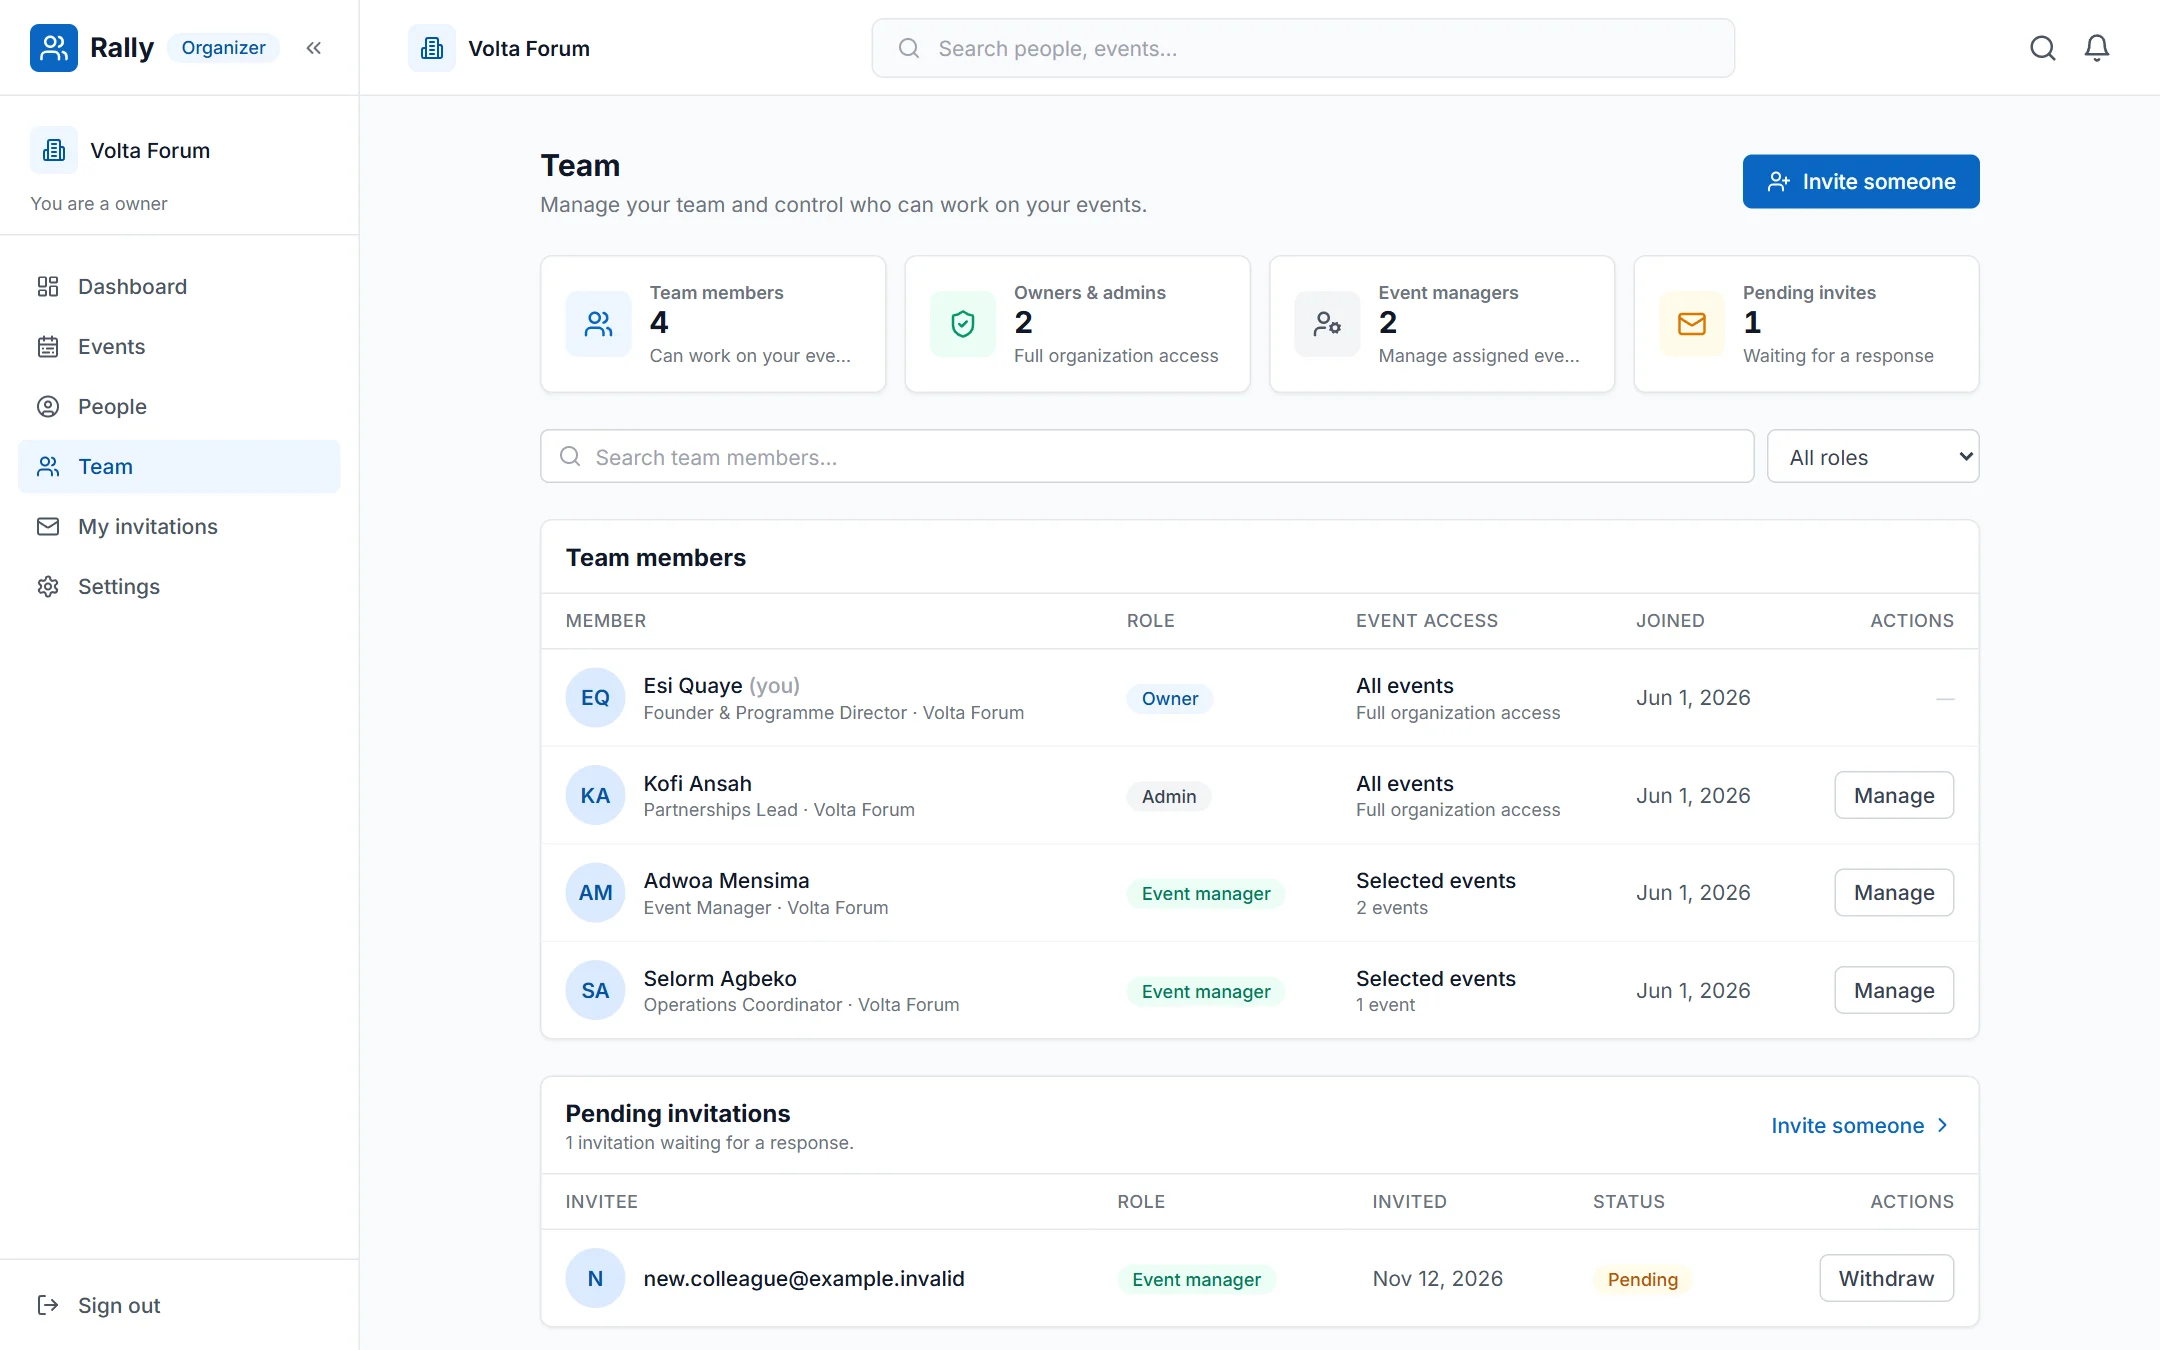 Rally
Organizer
Volta Forum
Search people, events...
Volta Forum
You are a owner
Dashboard
Events
People
Team
My invitations
Settings
Sign out
Team
Manage your team and control who can work on your events.
Invite someone
Team members
4
Can work on your eve...
Owners & admins
2
Full organization access
Event managers
2
Manage assigned eve...
Pending invites
1
Waiting for a response
Search team members...
All roles
Team members
MEMBER ROLE EVENT ACCESS JOINED ACTIONS
EQ
Esi Quaye (you)
Founder & Programme Director · Volta Forum
Owner
All events
Full organization access
Jun 1, 2026
—
KA
Kofi Ansah
Partnerships Lead · Volta Forum
Admin
All events
Full organization access
Jun 1, 2026
Manage
AM
Adwoa Mensima
Event Manager · Volta Forum
Event manager
Selected events
2 events
Jun 1, 2026
Manage
SA
Selorm Agbeko
Operations Coordinator · Volta Forum
Event manager
Selected events
1 event
Jun 1, 2026
Manage
Pending invitations
1 invitation waiting for a response.
Invite someone
INVITEE ROLE INVITED STATUS ACTIONS
N
new.colleague@example.invalid
Event manager
Nov 12, 2026
Pending
Withdraw